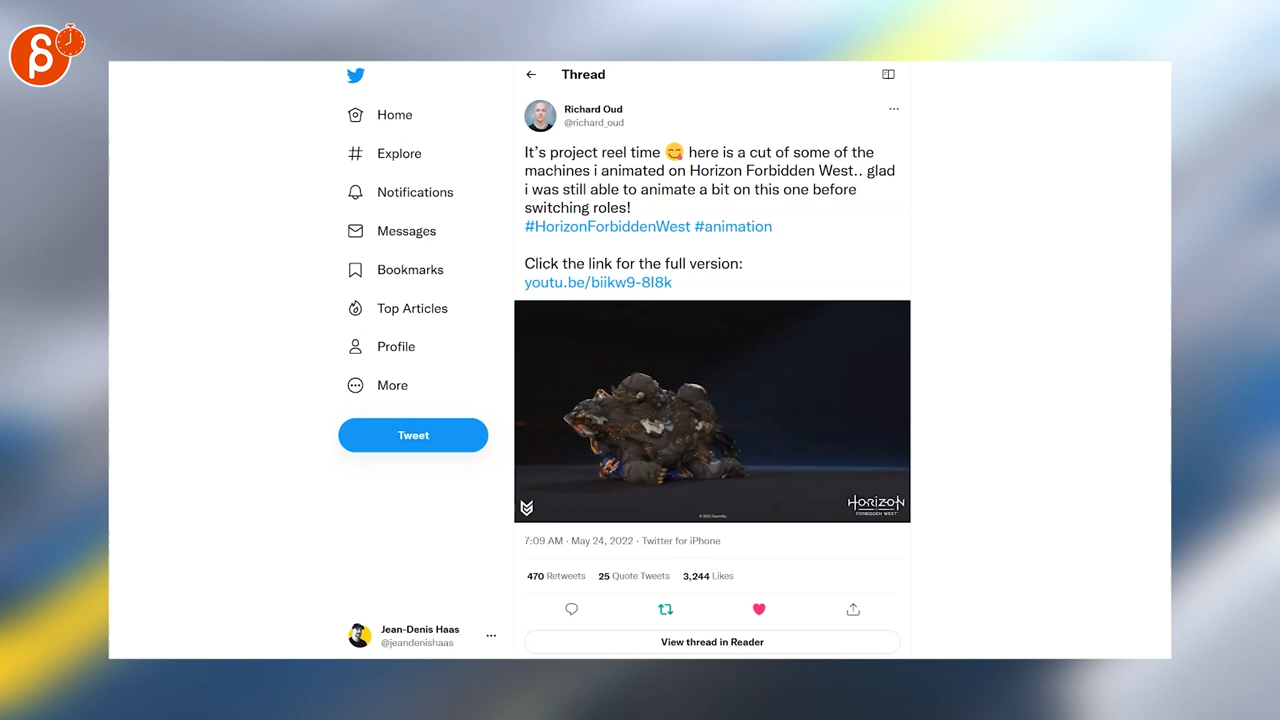 Thread
Richard Oud
@richard_oud
It's project reel time 😋 here is a cut of some of the
machines i animated on Horizon Forbidden West.. glad
i was still able to animate a bit on this one before
switching roles!
#HorizonForbiddenWest #animation
Click the link for the full version:
youtu.be/biikw9-8I8k
HORIZON
FORBIDDEN WEST
7:09 AM · May 24, 2022 · Twitter for iPhone
470 Retweets 25 Quote Tweets 3,244 Likes
View thread in Reader
Home
Explore
Notifications
Messages
Bookmarks
Top Articles
Profile
More
Tweet
Jean-Denis Haas
@jeandenishaas